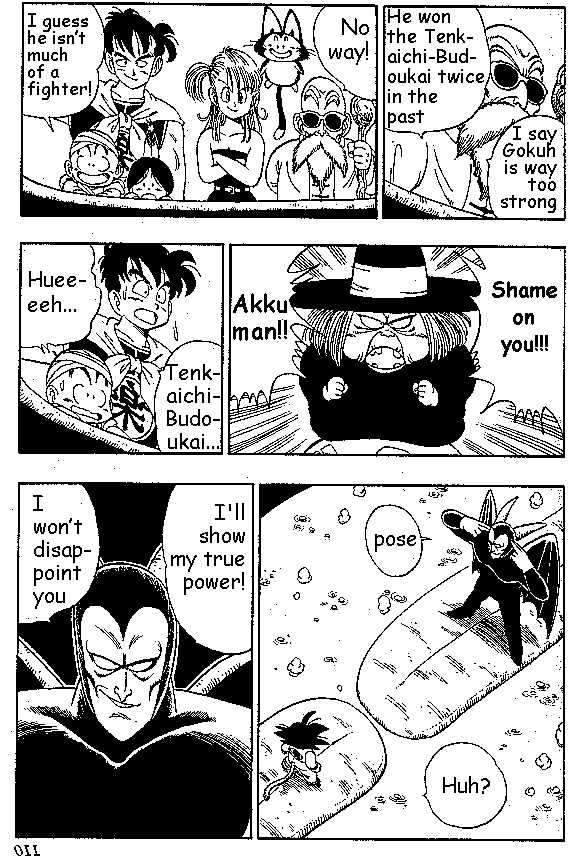 I guess
he isn't
much
of a
fighter!
No
way!
He won
the Tenk-
aichi-Bud-
oukai twice
in the
past
I say
Gokuh
is way
too
strong
Huee-
eeh...
Tenk-
aichi-
Budo-
ukai...
Akku
man!!
Shame
on
you!!!
I
won't
disap-
point
you
I'll
show
my true
power!
pose
Huh?
011